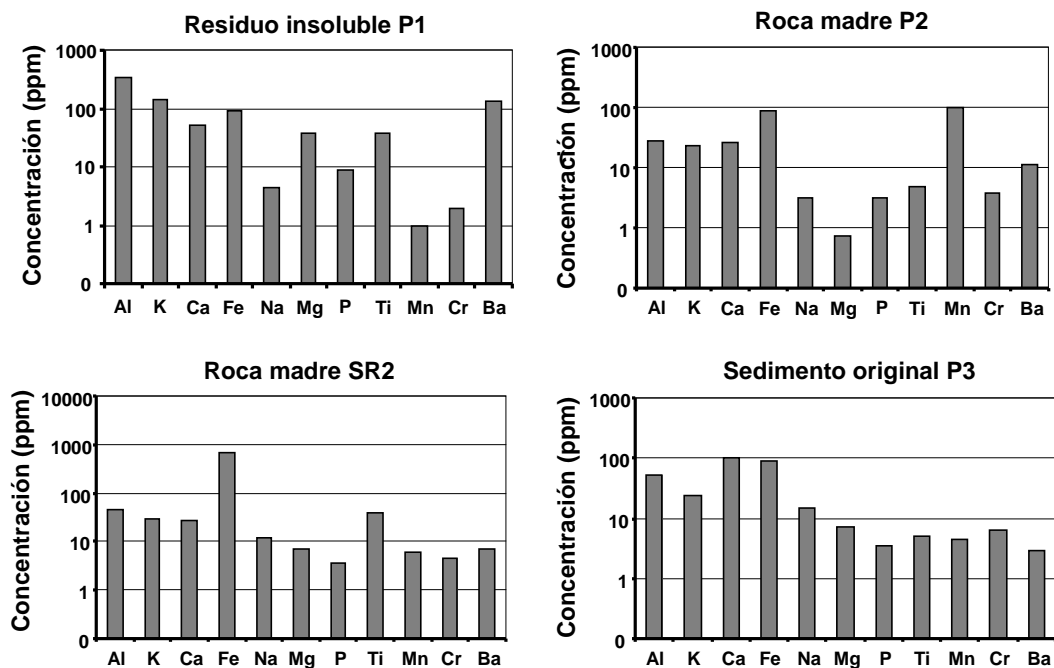 Residuo insoluble P1
Concentración (ppm)
1000
100
10
1
0
Al K Ca Fe Na Mg P Ti Mn Cr Ba
Roca madre P2
Concentración (ppm)
1000
100
10
1
0
Al K Ca Fe Na Mg P Ti Mn Cr Ba
Roca madre SR2
Concentración (ppm)
10000
1000
100
10
1
0
Al K Ca Fe Na Mg P Ti Mn Cr Ba
Sedimento original P3
Concentración (ppm)
1000
100
10
1
0
Al K Ca Fe Na Mg P Ti Mn Cr Ba